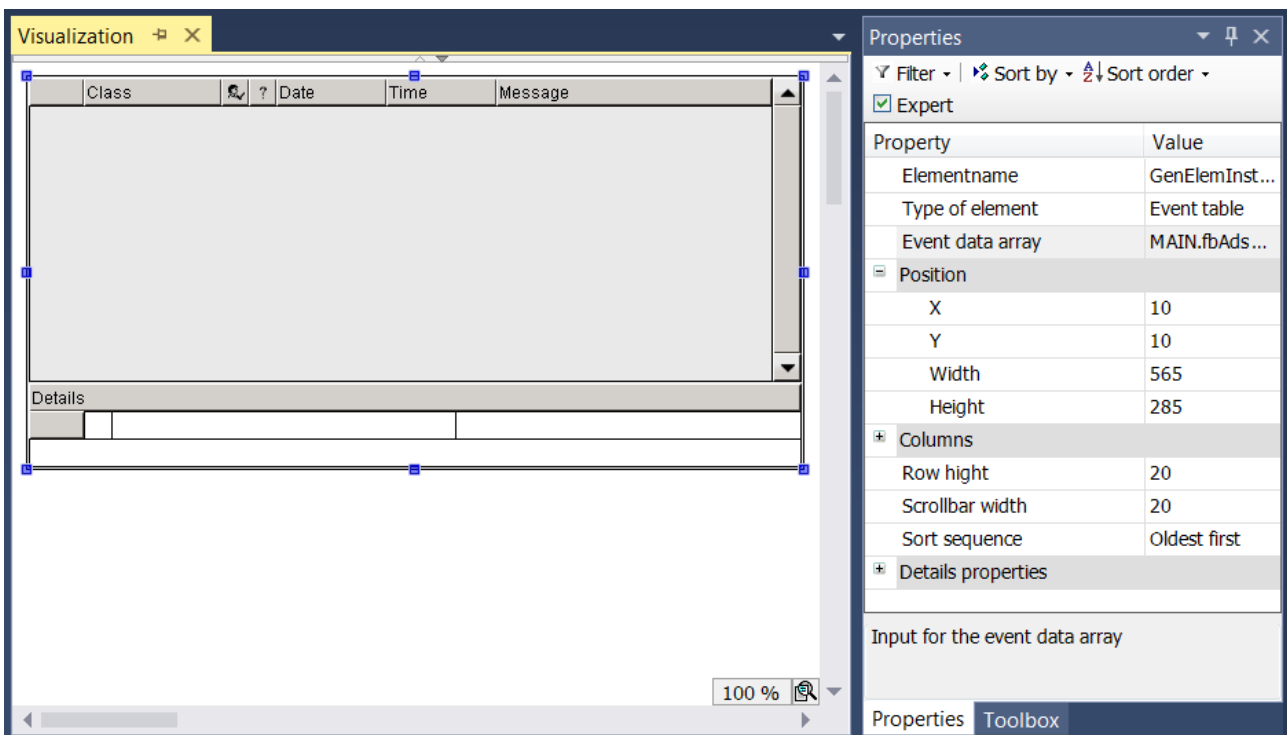 Visualization
Class ? Date Time Message
Details
100 %
Properties
Filter Sort by Sort order
Expert
Property Value
Elementname GenElemInst...
Type of element Event table
Event data array MAIN.fbAds...
Position
X 10
Y 10
Width 565
Height 285
Columns
Row hight 20
Scrollbar width 20
Sort sequence Oldest first
Details properties
Input for the event data array
Properties Toolbox